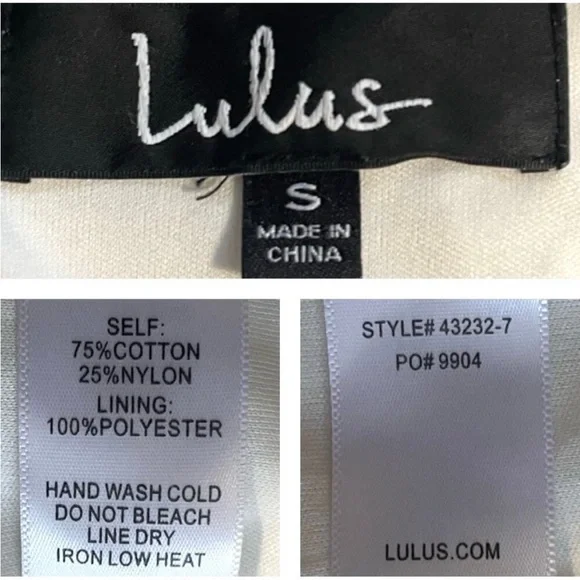 Lulus
S
MADE IN
CHINA
SELF:
75%COTTON
25%NYLON
LINING:
100%POLYESTER
HAND WASH COLD
DO NOT BLEACH
LINE DRY
IRON LOW HEAT
STYLE# 43232-7
PO# 9904
LULUS.COM